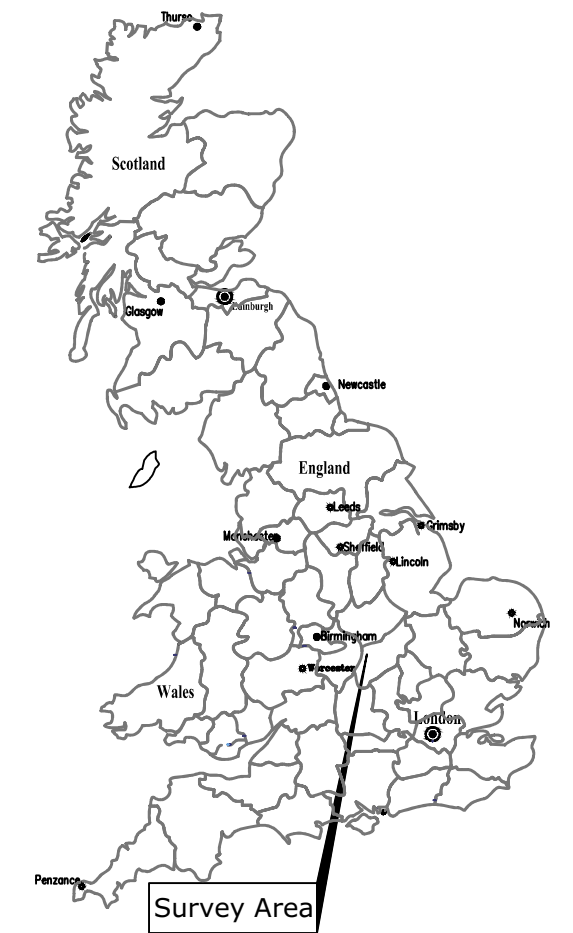 Thurso
Scotland
Edinburgh
Glasgow
Newcastle
England
Leeds
Grimsby
Manchester
Sheffield
Lincoln
Norwich
Birmingham
Worcester
Wales
London
Penzance
Survey Area